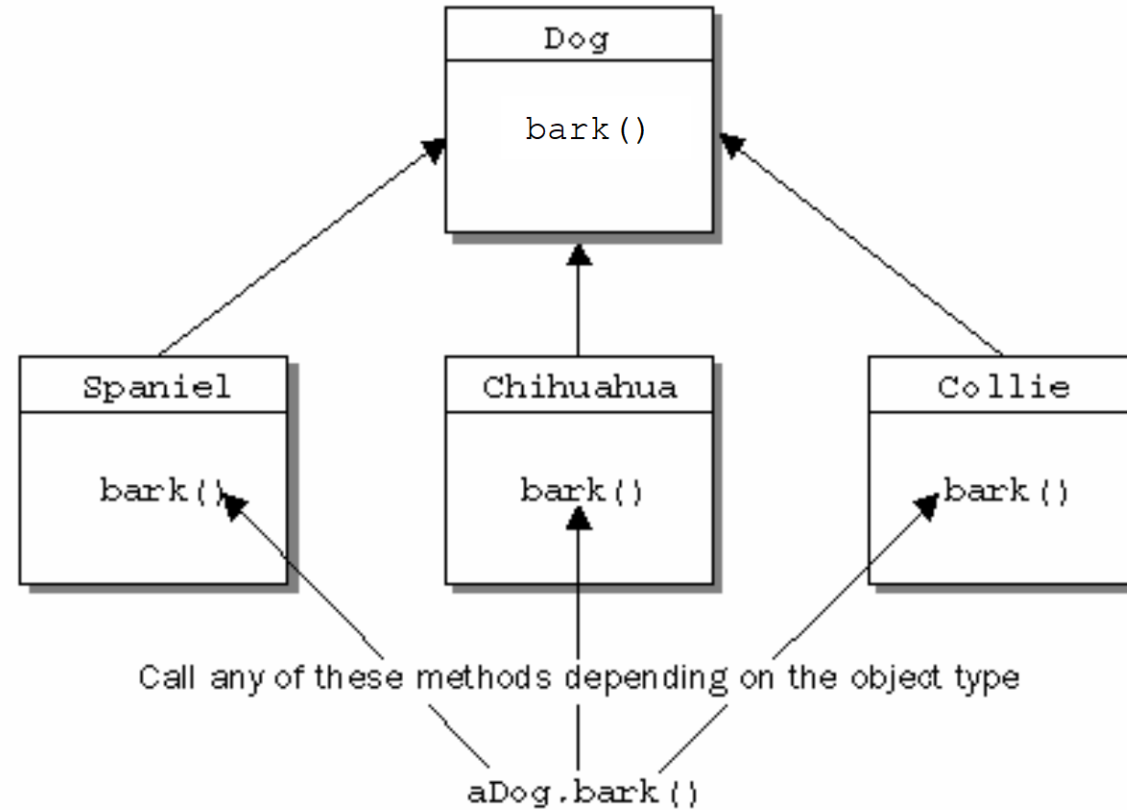 Dog
bark()
Spaniel
Chihuahua
Collie
bark()
bark()
bark()
Call any of these methods depending on the object type
aDog.bark()